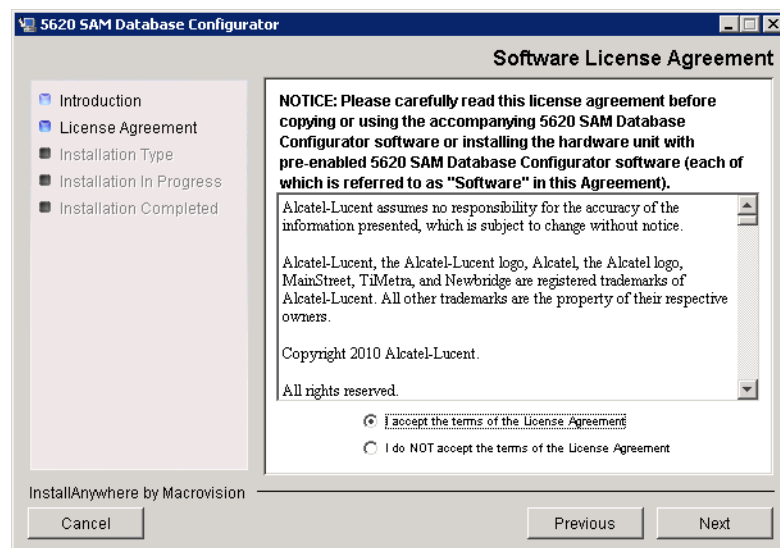 5620 SAM Database Configurator
Software License Agreement
Introduction
License Agreement
Installation Type
Installation In Progress
Installation Completed
NOTICE: Please carefully read this license agreement before
copying or using the accompanying 5620 SAM Database
Configurator software or installing the hardware unit with
pre-enabled 5620 SAM Database Configurator software (each of
which is referred to as "Software" in this Agreement).
Alcatel-Lucent assumes no responsibility for the accuracy of the
information presented, which is subject to change without notice.
Alcatel-Lucent, the Alcatel-Lucent logo, Alcatel, the Alcatel logo,
MainStreet, TiMetra, and Newbridge are registered trademarks of
Alcatel-Lucent. All other trademarks are the property of their respective
owners.
Copyright 2010 Alcatel-Lucent.
All rights reserved.
I accept the terms of the License Agreement
I do NOT accept the terms of the License Agreement
InstallAnywhere by Macrovision
Cancel
Previous
Next